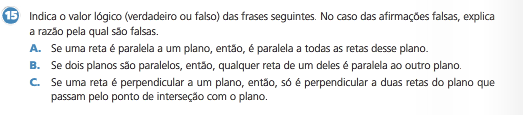 15 Indica o valor lógico (verdadeiro ou falso) das frases seguintes. No caso das afirmações falsas, explica
a razão pela qual são falsas.
A. Se uma reta é paralela a um plano, então, é paralela a todas as retas desse plano.
B. Se dois planos são paralelos, então, qualquer reta de um deles é paralela ao outro plano.
C. Se uma reta é perpendicular a um plano, então, só é perpendicular a duas retas do plano que
passam pelo ponto de interseção com o plano.